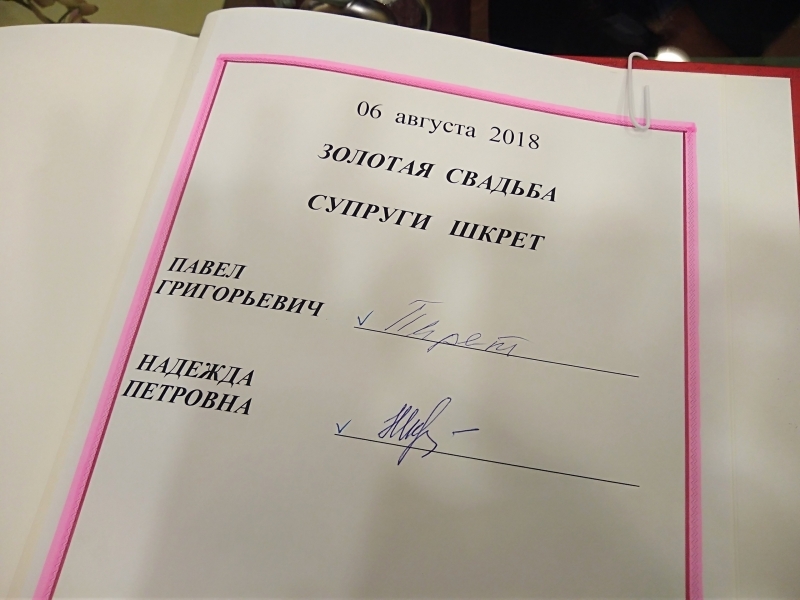 06 августа 2018
ЗОЛОТАЯ СВАДЬБА
СУПРУГИ ШКРЕТ
ПАВЕЛ
ГРИГОРЬЕВИЧ
НАДЕЖДА
ПЕТРОВНА